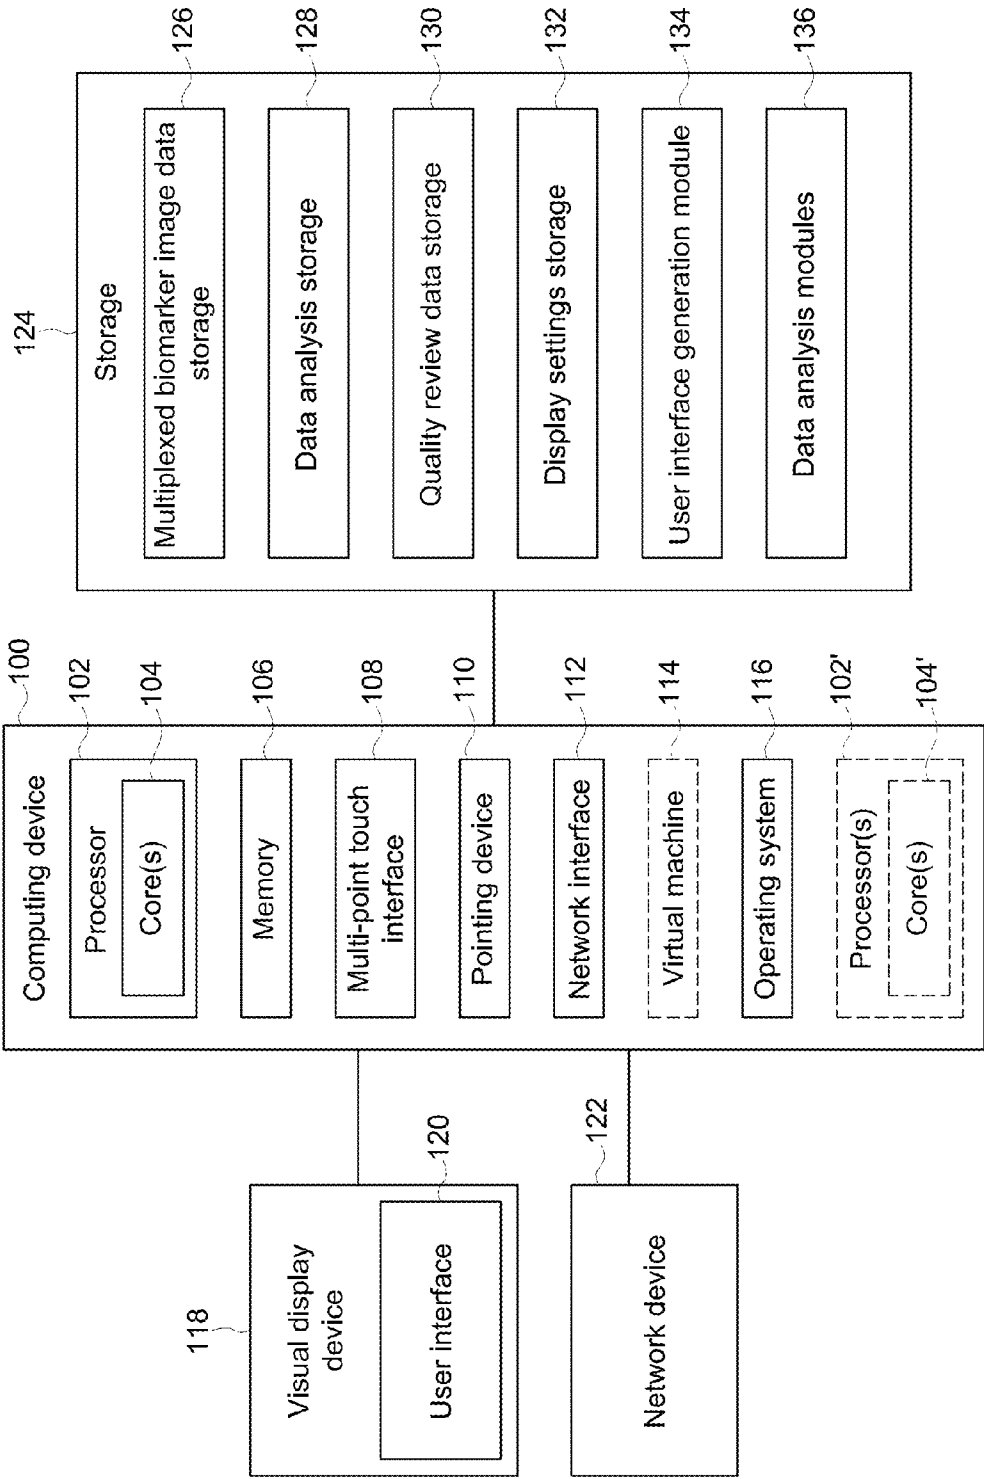 118
Visual display
device
120
User interface
122
Network device
100
Computing device
102
Processor
104
Core(s)
106
Memory
108
Multi-point touch
interface
110
Pointing device
112
Network interface
114
Virtual machine
116
Operating system
102'
Processor(s)
104'
Core(s)
124
Storage
126
Multiplexed biomarker image data
storage
128
Data analysis storage
130
Quality review data storage
132
Display settings storage
134
User interface generation module
136
Data analysis modules